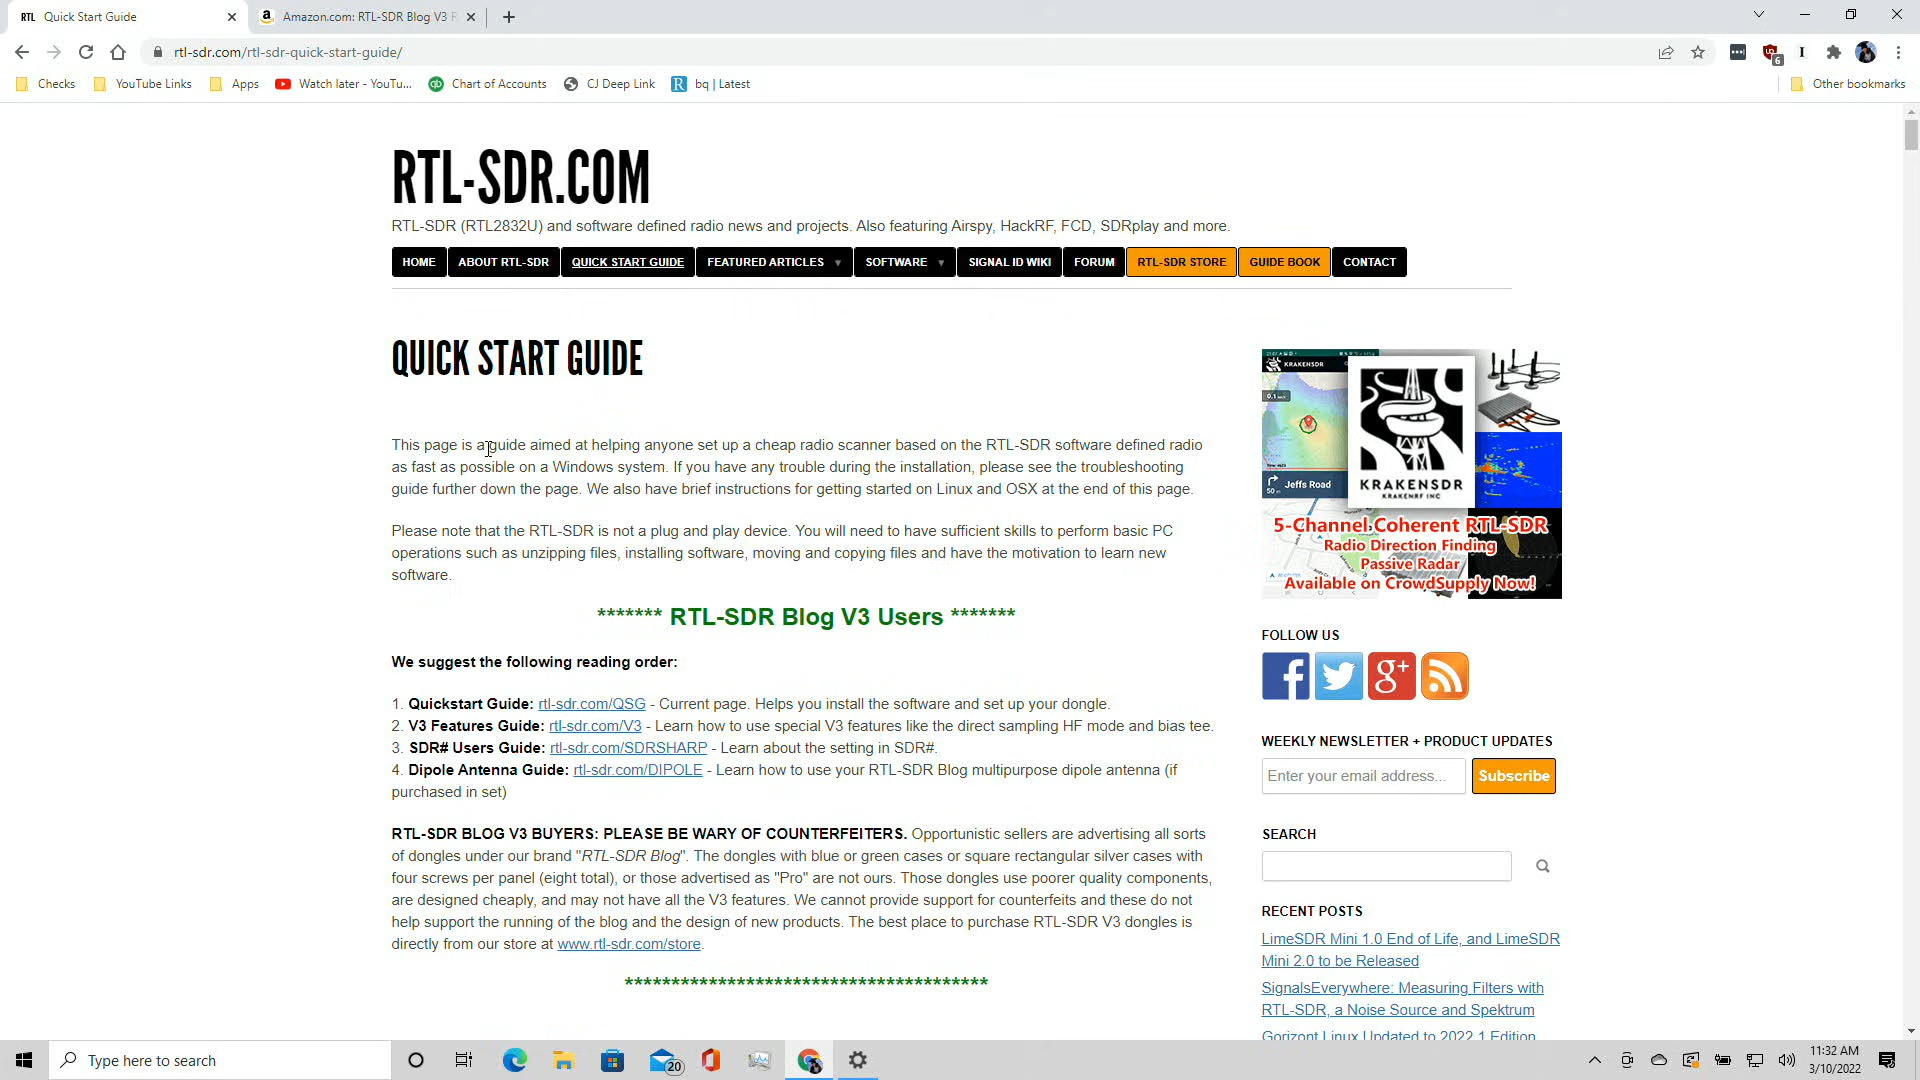 RTL Quick Start Guide
Amazon.com: RTL-SDR Blog V3 R
rtl-sdr.com/rtl-sdr-quick-start-guide/
6
Checks
YouTube Links
Apps
Watch later - YouTu...
Chart of Accounts
CJ Deep Link
bq | Latest
Other bookmarks
RTL-SDR.COM
RTL-SDR (RTL2832U) and software defined radio news and projects. Also featuring Airspy, HackRF, FCD, SDRplay and more.
HOME ABOUT RTL-SDR QUICK START GUIDE FEATURED ARTICLES SOFTWARE SIGNAL ID WIKI FORUM RTL-SDR STORE GUIDE BOOK CONTACT
QUICK START GUIDE
This page is a guide aimed at helping anyone set up a cheap radio scanner based on the RTL-SDR software defined radio
as fast as possible on a Windows system. If you have any trouble during the installation, please see the troubleshooting
guide further down the page. We also have brief instructions for getting started on Linux and OSX at the end of this page.
Please note that the RTL-SDR is not a plug and play device. You will need to have sufficient skills to perform basic PC
operations such as unzipping files, installing software, moving and copying files and have the motivation to learn new
software.
******* RTL-SDR Blog V3 Users *******
We suggest the following reading order:
1. Quickstart Guide: rtl-sdr.com/QSG - Current page. Helps you install the software and set up your dongle.
2. V3 Features Guide: rtl-sdr.com/V3 - Learn how to use special V3 features like the direct sampling HF mode and bias tee.
3. SDR# Users Guide: rtl-sdr.com/SDRSHARP - Learn about the setting in SDR#.
4. Dipole Antenna Guide: rtl-sdr.com/DIPOLE - Learn how to use your RTL-SDR Blog multipurpose dipole antenna (if
purchased in set)
RTL-SDR BLOG V3 BUYERS: PLEASE BE WARY OF COUNTERFEITERS. Opportunistic sellers are advertising all sorts
of dongles under our brand "RTL-SDR Blog". The dongles with blue or green cases or square rectangular silver cases with
four screws per panel (eight total), or those advertised as "Pro" are not ours. Those dongles use poorer quality components,
are designed cheaply, and may not have all the V3 features. We cannot provide support for counterfeits and these do not
help support the running of the blog and the design of new products. The best place to purchase RTL-SDR V3 dongles is
directly from our store at www.rtl-sdr.com/store.
***************************************
KRAKENSDR
0.1
Jeffs Road
50 m
KRAKENSDR
KRAKENRF INC
5-Channel Coherent RTL-SDR
Radio Direction Finding
Passive Radar
Available on CrowdSupply Now!
FOLLOW US
WEEKLY NEWSLETTER + PRODUCT UPDATES
Enter your email address... Subscribe
SEARCH
RECENT POSTS
LimeSDR Mini 1.0 End of Life, and LimeSDR
Mini 2.0 to be Released
SignalsEverywhere: Measuring Filters with
RTL-SDR, a Noise Source and Spektrum
Gorizont Linux Updated to 2022.1 Edition
Type here to search
20
11:32 AM
3/10/2022